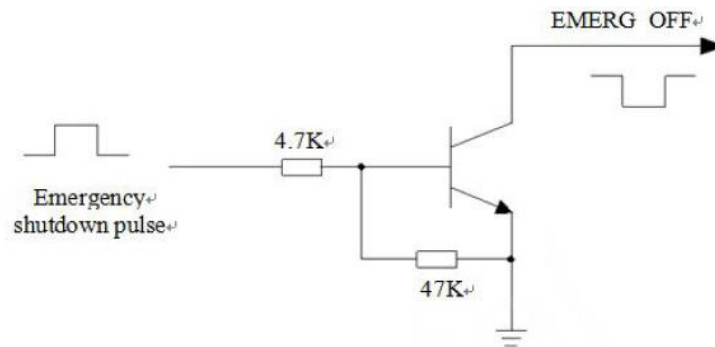 EMERG OFF↵
4.7K↵
Emergency↵
shutdown pulse↵
47K↵